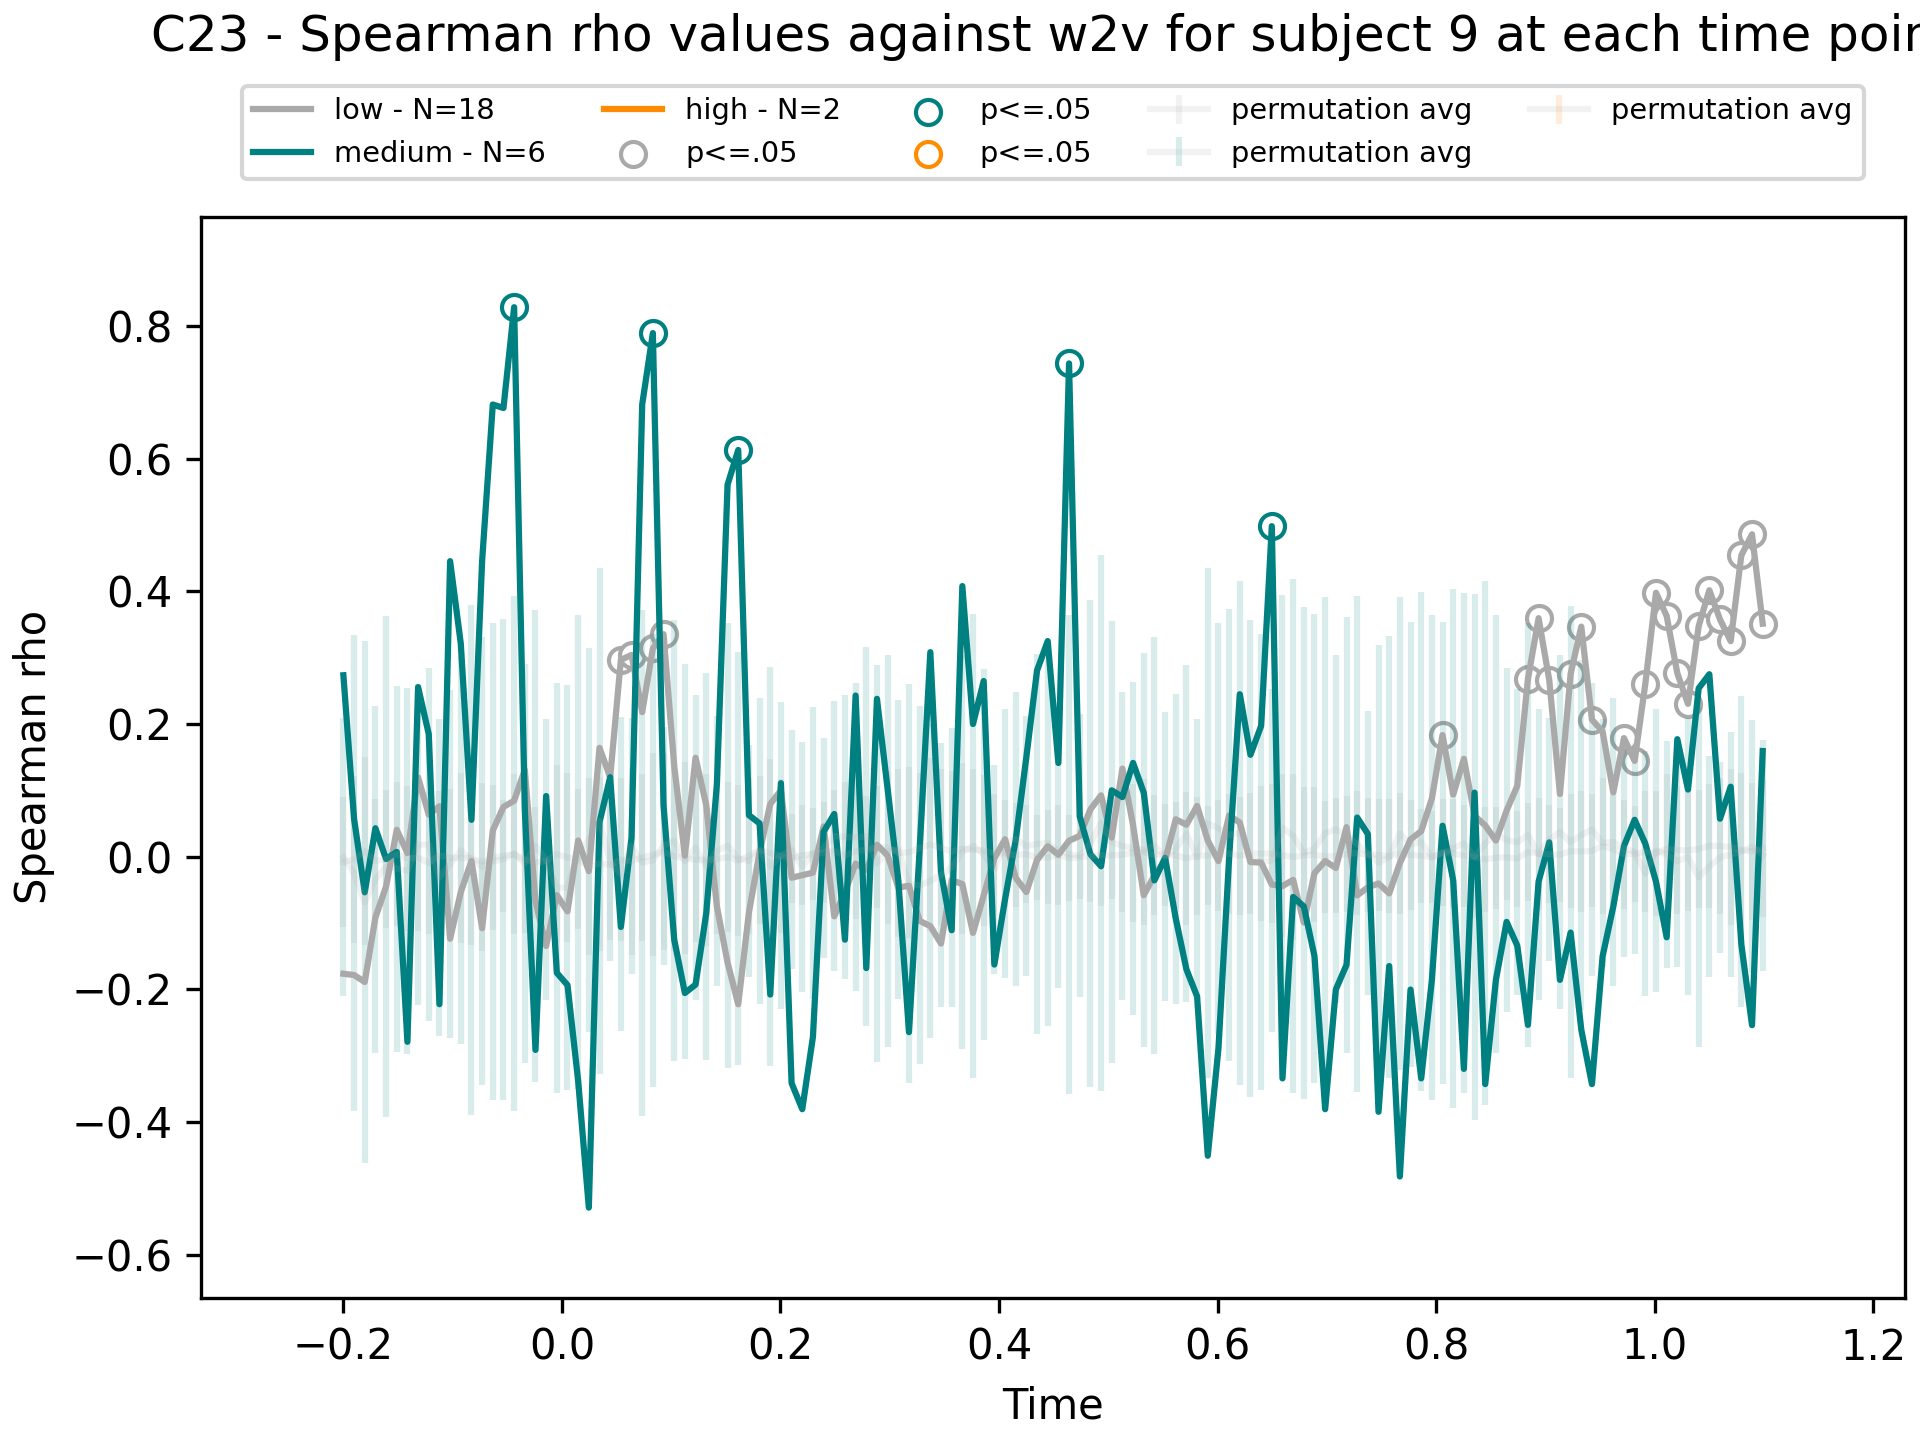 C23 - Spearman rho values against w2v for subject 9 at each time poin
low - N=18 high - N=2 p<=.05 permutation avg permutation avg
medium - N=6 p<=.05 p<=.05 permutation avg
Spearman rho
0.8
0.6
0.4
0.2
0.0
−0.2
−0.4
−0.6
−0.2 0.0 0.2 0.4 0.6 0.8 1.0 1.2
Time